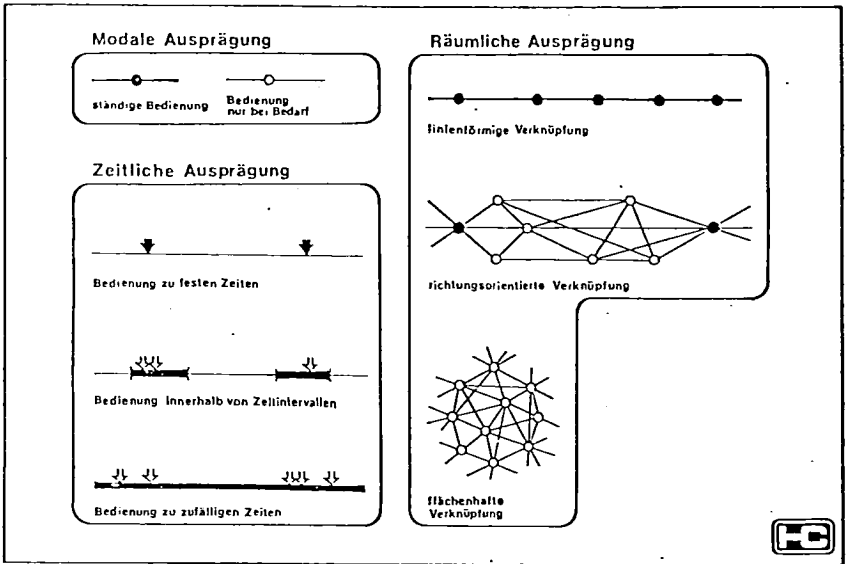 Modale Ausprägung
ständige Bedienung
Bedienung
nur bei Bedarf
Zeitliche Ausprägung
Bedienung zu festen Zeiten
Bedienung innerhalb von Zeitintervallen
Bedienung zu zufälligen Zeiten
Räumliche Ausprägung
linienförmige Verknüpfung
richtungsorientierte Verknüpfung
flächenhafte
Verknüpfung